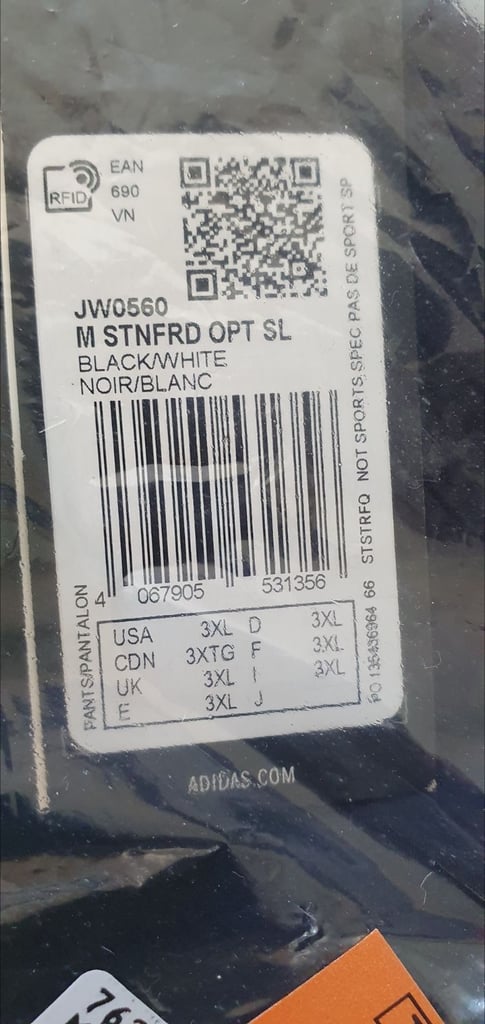 RFID
EAN
690
VN
JW0560
M STNFRD OPT SL
BLACK/WHITE
NOIR/BLANC
4 067905 531356
PANTS/PANTALON
USA 3XL D 3XL
CDN 3XTG F 3XL
UK 3XL I 3XL
E 3XL J
PO 135436964 66 STSTRFQ NOT SPORTS SPEC PAS DE SPORT SP
ADIDAS.COM